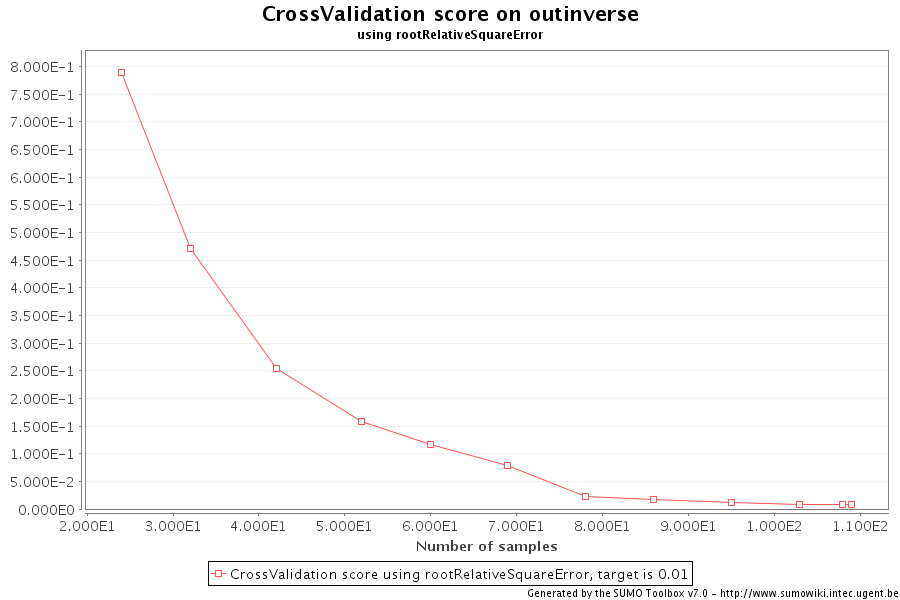 CrossValidation score on outinverse
using rootRelativeSquareError
8.000E-1
7.500E-1
7.000E-1
6.500E-1
6.000E-1
5.500E-1
5.000E-1
4.500E-1
4.000E-1
3.500E-1
3.000E-1
2.500E-1
2.000E-1
1.500E-1
1.000E-1
5.000E-2
0.000E0
2.000E1 3.000E1 4.000E1 5.000E1 6.000E1 7.000E1 8.000E1 9.000E1 1.000E2 1.100E2
Number of samples
CrossValidation score using rootRelativeSquareError, target is 0.01
Generated by the SUMO Toolbox v7.0 - http://www.sumowiki.intec.ugent.be